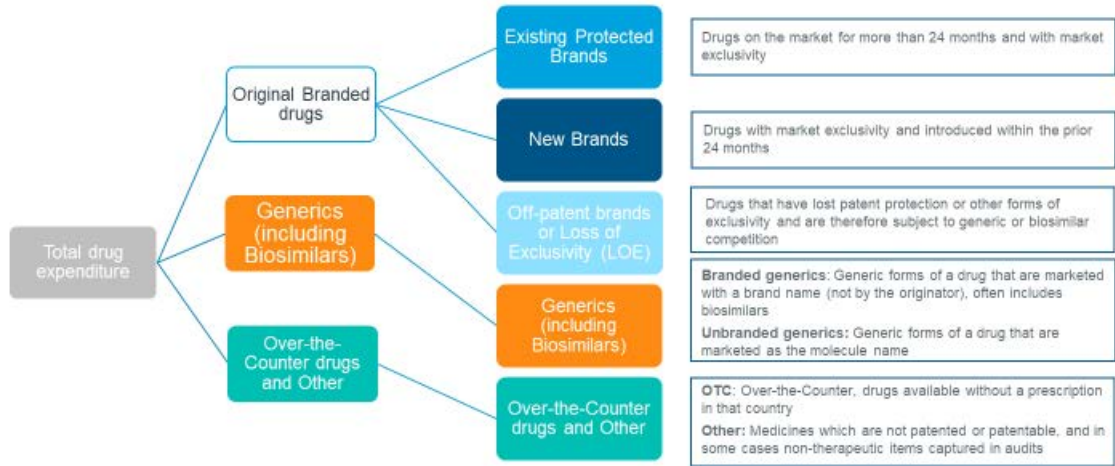 Total drug
expenditure
Original Branded
drugs
Generics
(including
Biosimilars)
Over-the-
Counter drugs
and Other
Existing Protected
Brands
Drugs on the market for more than 24 months and with market
exclusivity
New Brands
Drugs with market exclusivity and introduced within the prior
24 months
Off-patent brands
or Loss of
Exclusivity (LOE)
Drugs that have lost patent protection or other forms of
exclusivity and are therefore subject to generic or biosimilar
competition
Generics
(including
Biosimilars)
Branded generics: Generic forms of a drug that are marketed
with a brand name (not by the originator), often includes
biosimilars
Unbranded generics: Generic forms of a drug that are
marketed as the molecule name
Over-the-Counter
drugs and Other
OTC: Over-the-Counter, drugs available without a prescription
in that country
Other: Medicines which are not patented or patentable, and in
some cases non-therapeutic items captured in audits